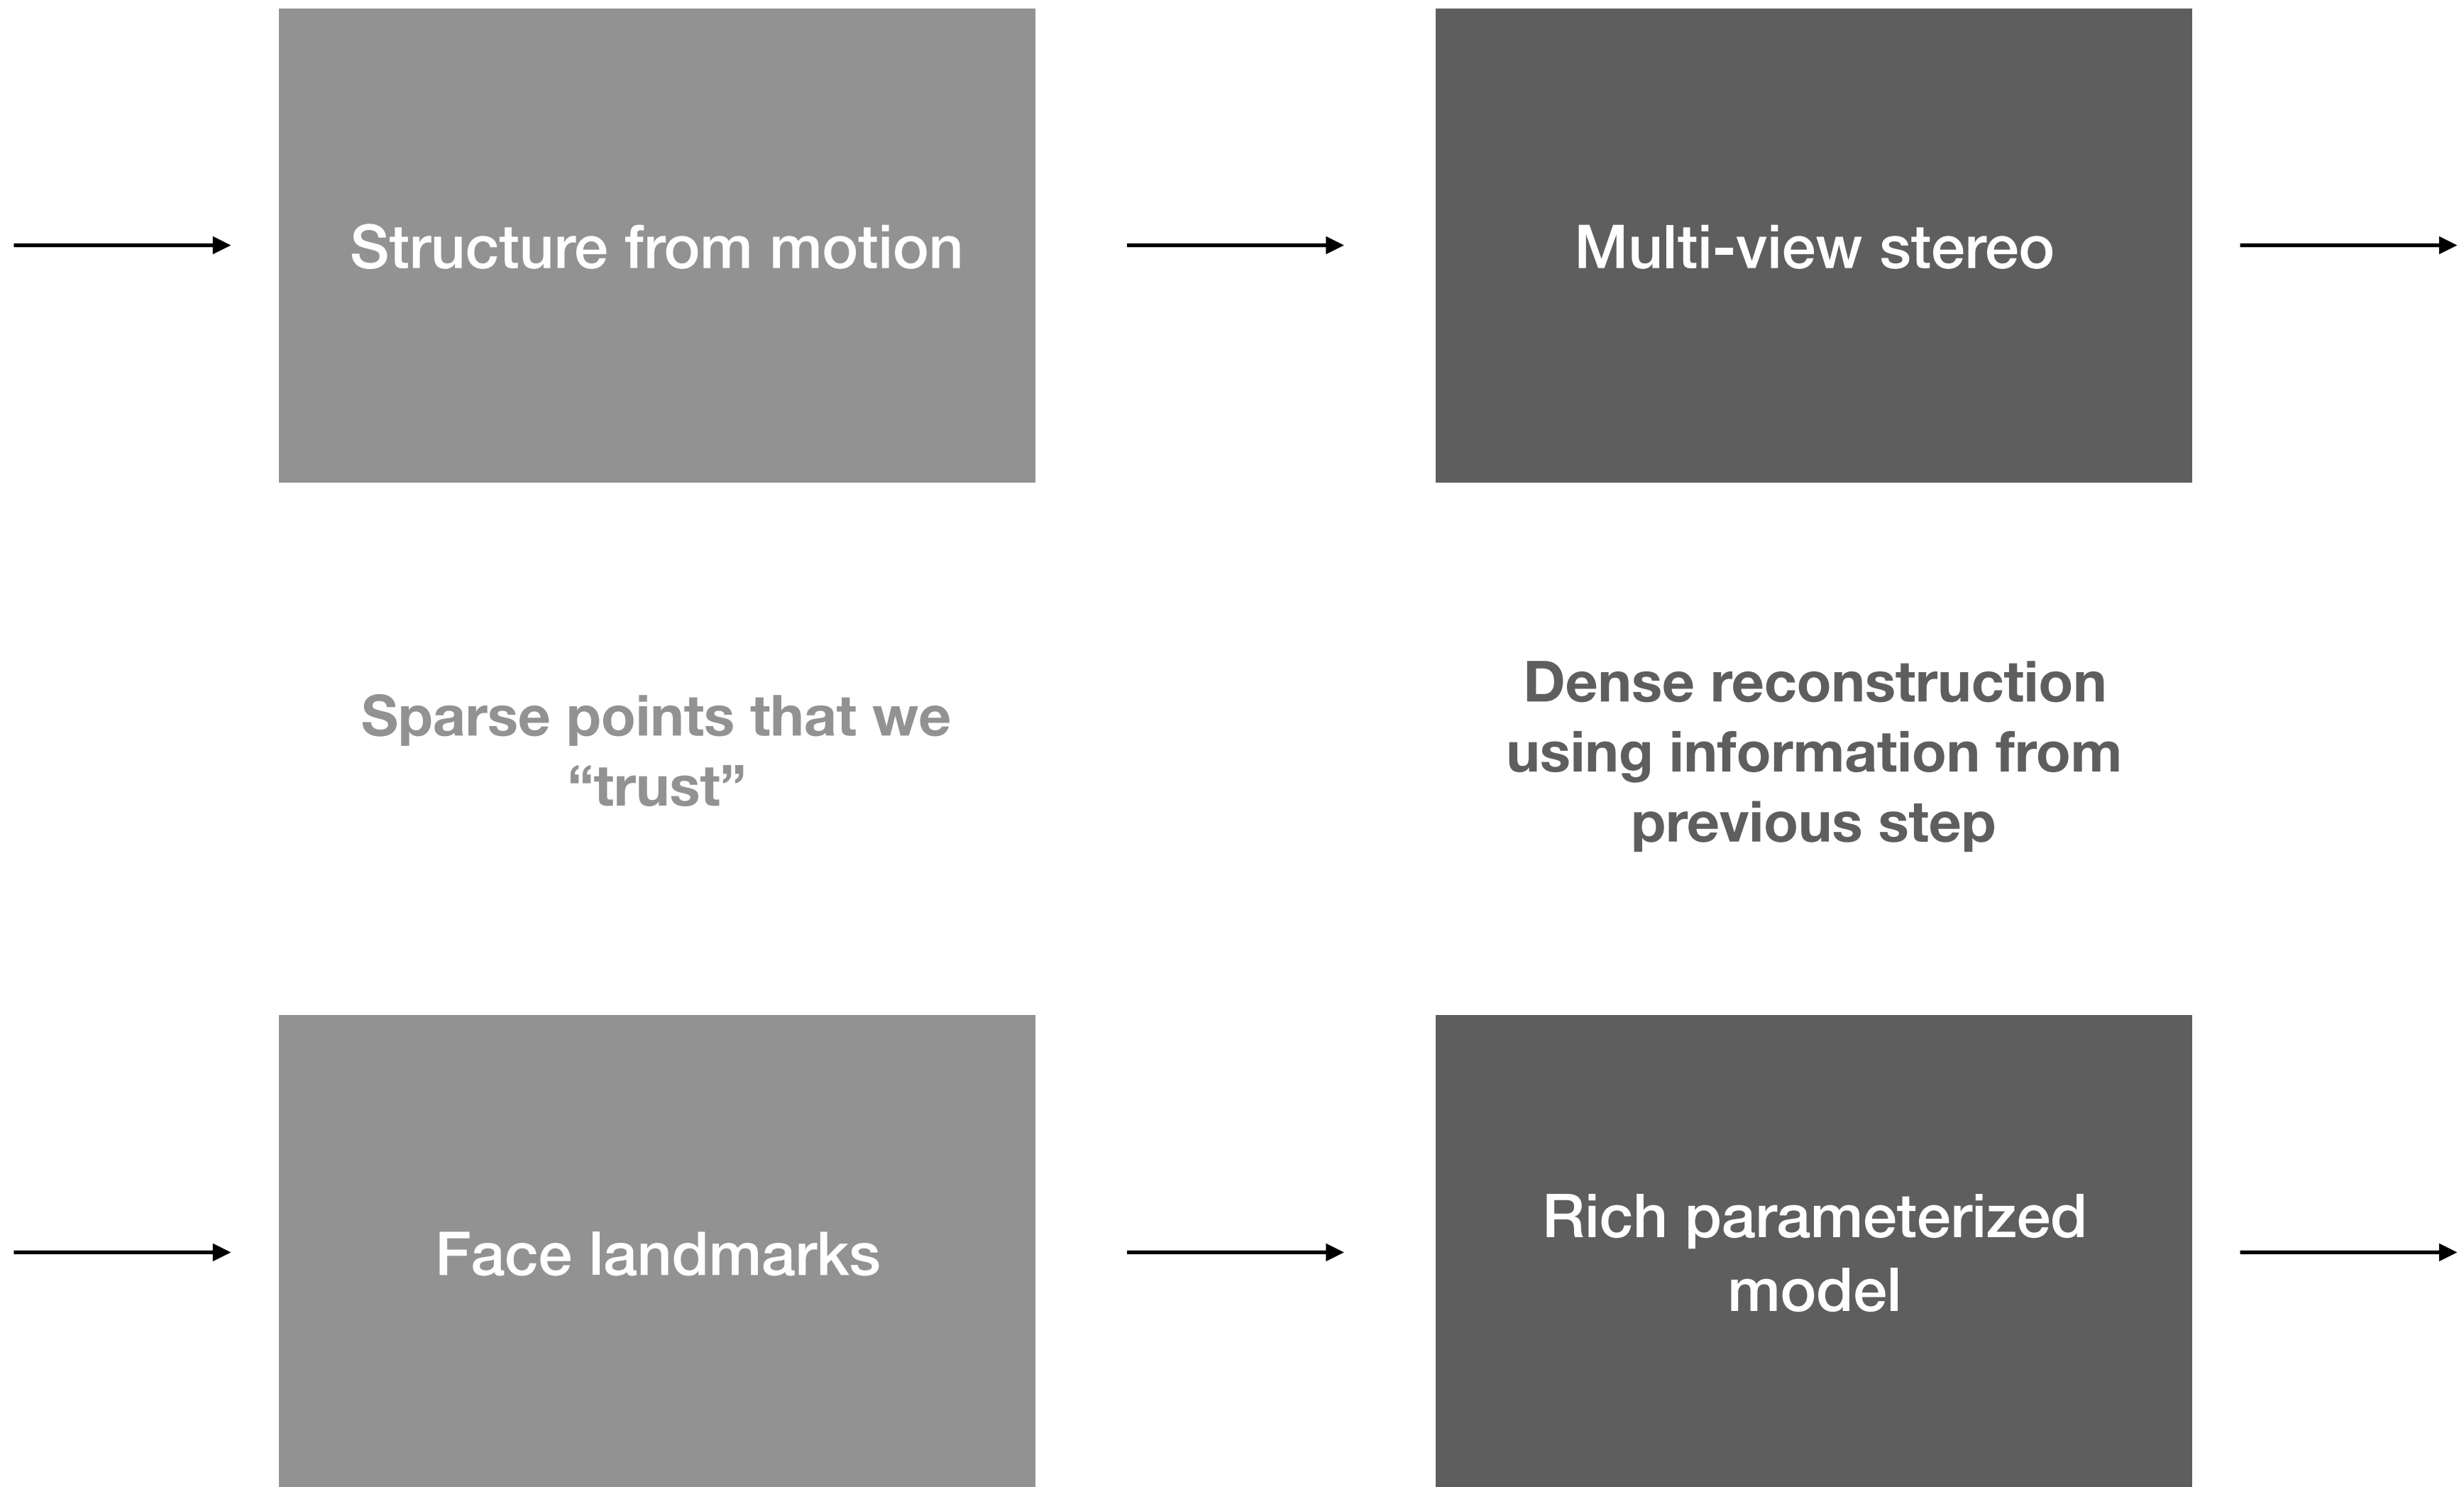 Structure from motion
Multi-view stereo
Sparse points that we
“trust”
Dense reconstruction
using information from
previous step
Face landmarks
Rich parameterized
model